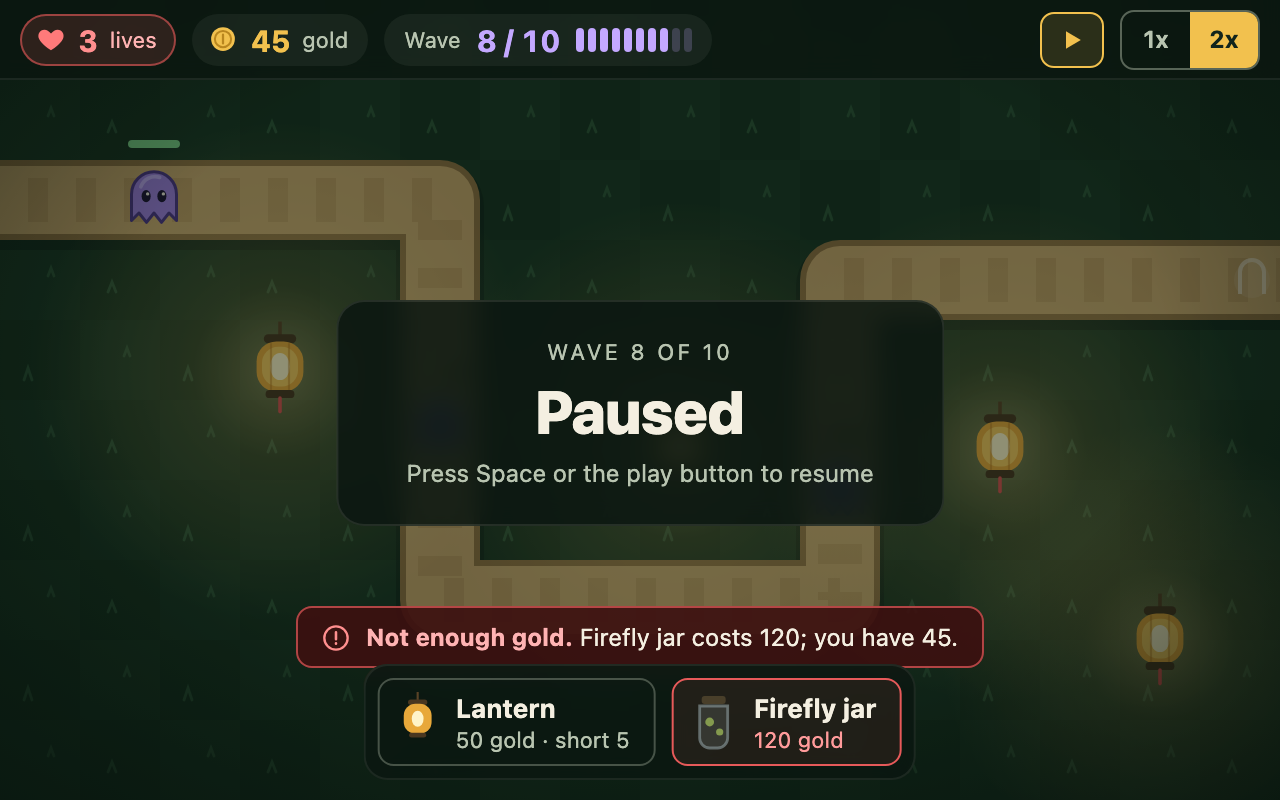 3 lives
45 gold
Wave 8 / 10
1x
2x
WAVE 8 OF 10
Paused
Press Space or the play button to resume
Not enough gold. Firefly jar costs 120; you have 45.
Lantern
50 gold · short 5
Firefly jar
120 gold